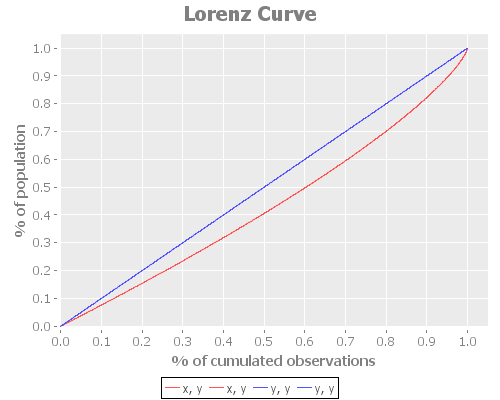 Lorenz Curve
% of population
1.0
0.9
0.8
0.7
0.6
0.5
0.4
0.3
0.2
0.1
0.0
0.0 0.1 0.2 0.3 0.4 0.5 0.6 0.7 0.8 0.9 1.0
% of cumulated observations
x, y x, y y, y y, y